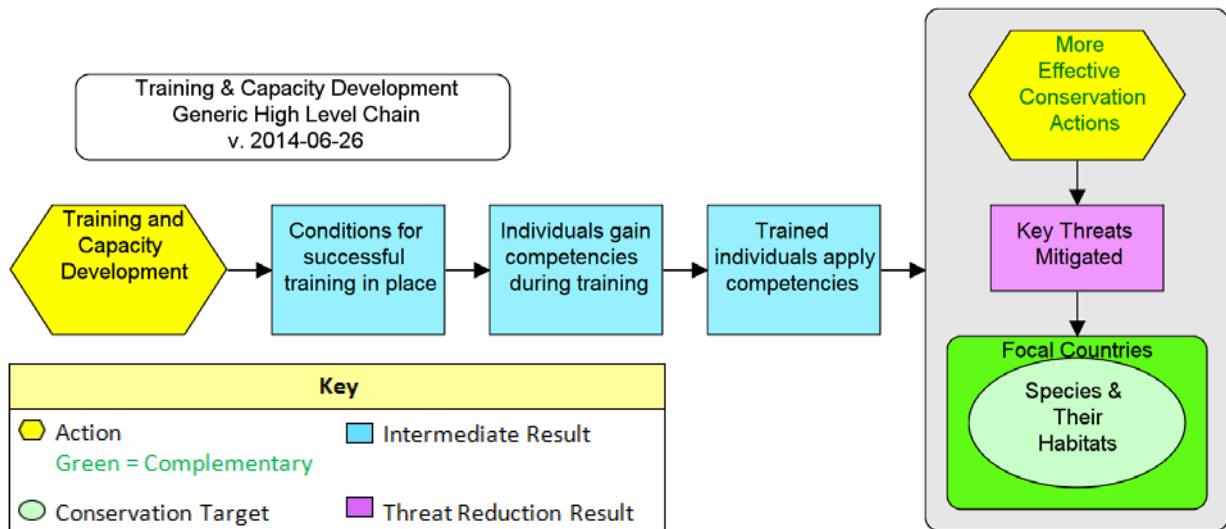 Training & Capacity Development
Generic High Level Chain
v. 2014-06-26
Training and
Capacity
Development
Conditions for
successful
training in place
Individuals gain
competencies
during training
Trained
individuals apply
competencies
More
Effective
Conservation
Actions
Key Threats
Mitigated
Focal Countries
Species &
Their
Habitats
Key
Action
Green = Complementary
Intermediate Result
Conservation Target
Threat Reduction Result